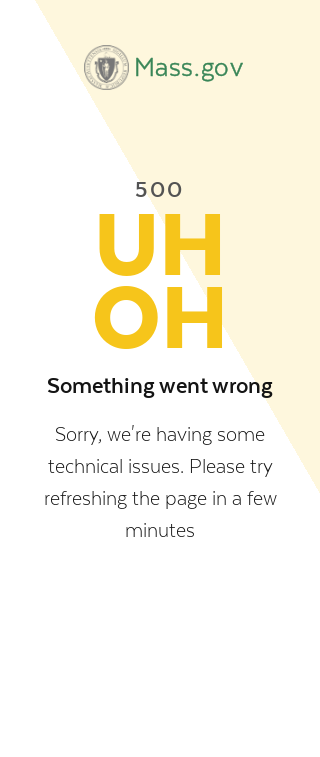 Mass.gov
500
UH
OH
Something went wrong
Sorry, we're having some
technical issues. Please try
refreshing the page in a few
minutes